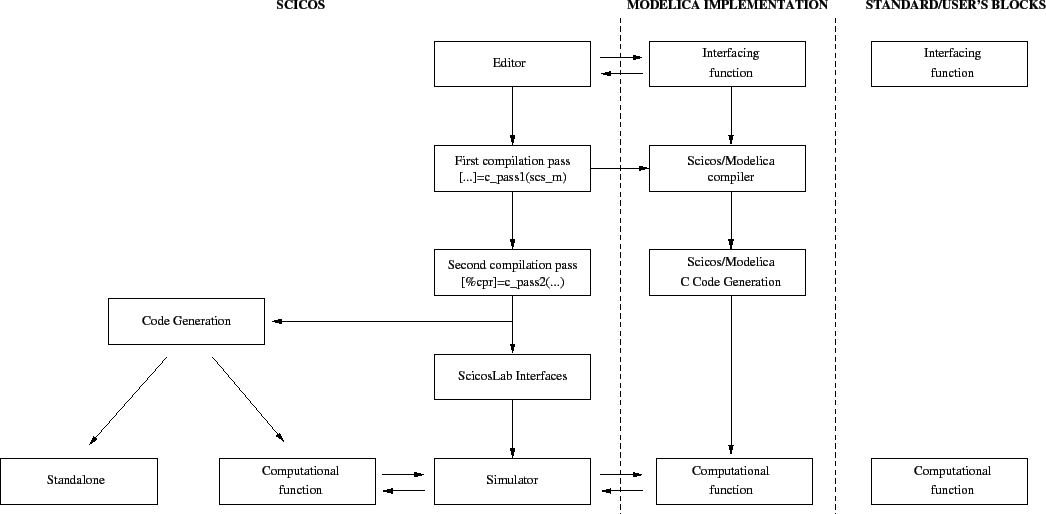 SCICOS
MODELICA IMPLEMENTATION
STANDARD/USER'S BLOCKS
Editor
Interfacing
function
Interfacing
function
First compilation pass
[...]=c_pass1(scs_m)
Scicos/Modelica
compiler
Second compilation pass
[%cpr]=c_pass2(...)
Scicos/Modelica
C Code Generation
Code Generation
ScicosLab Interfaces
Standalone
Computational
function
Simulator
Computational
function
Computational
function